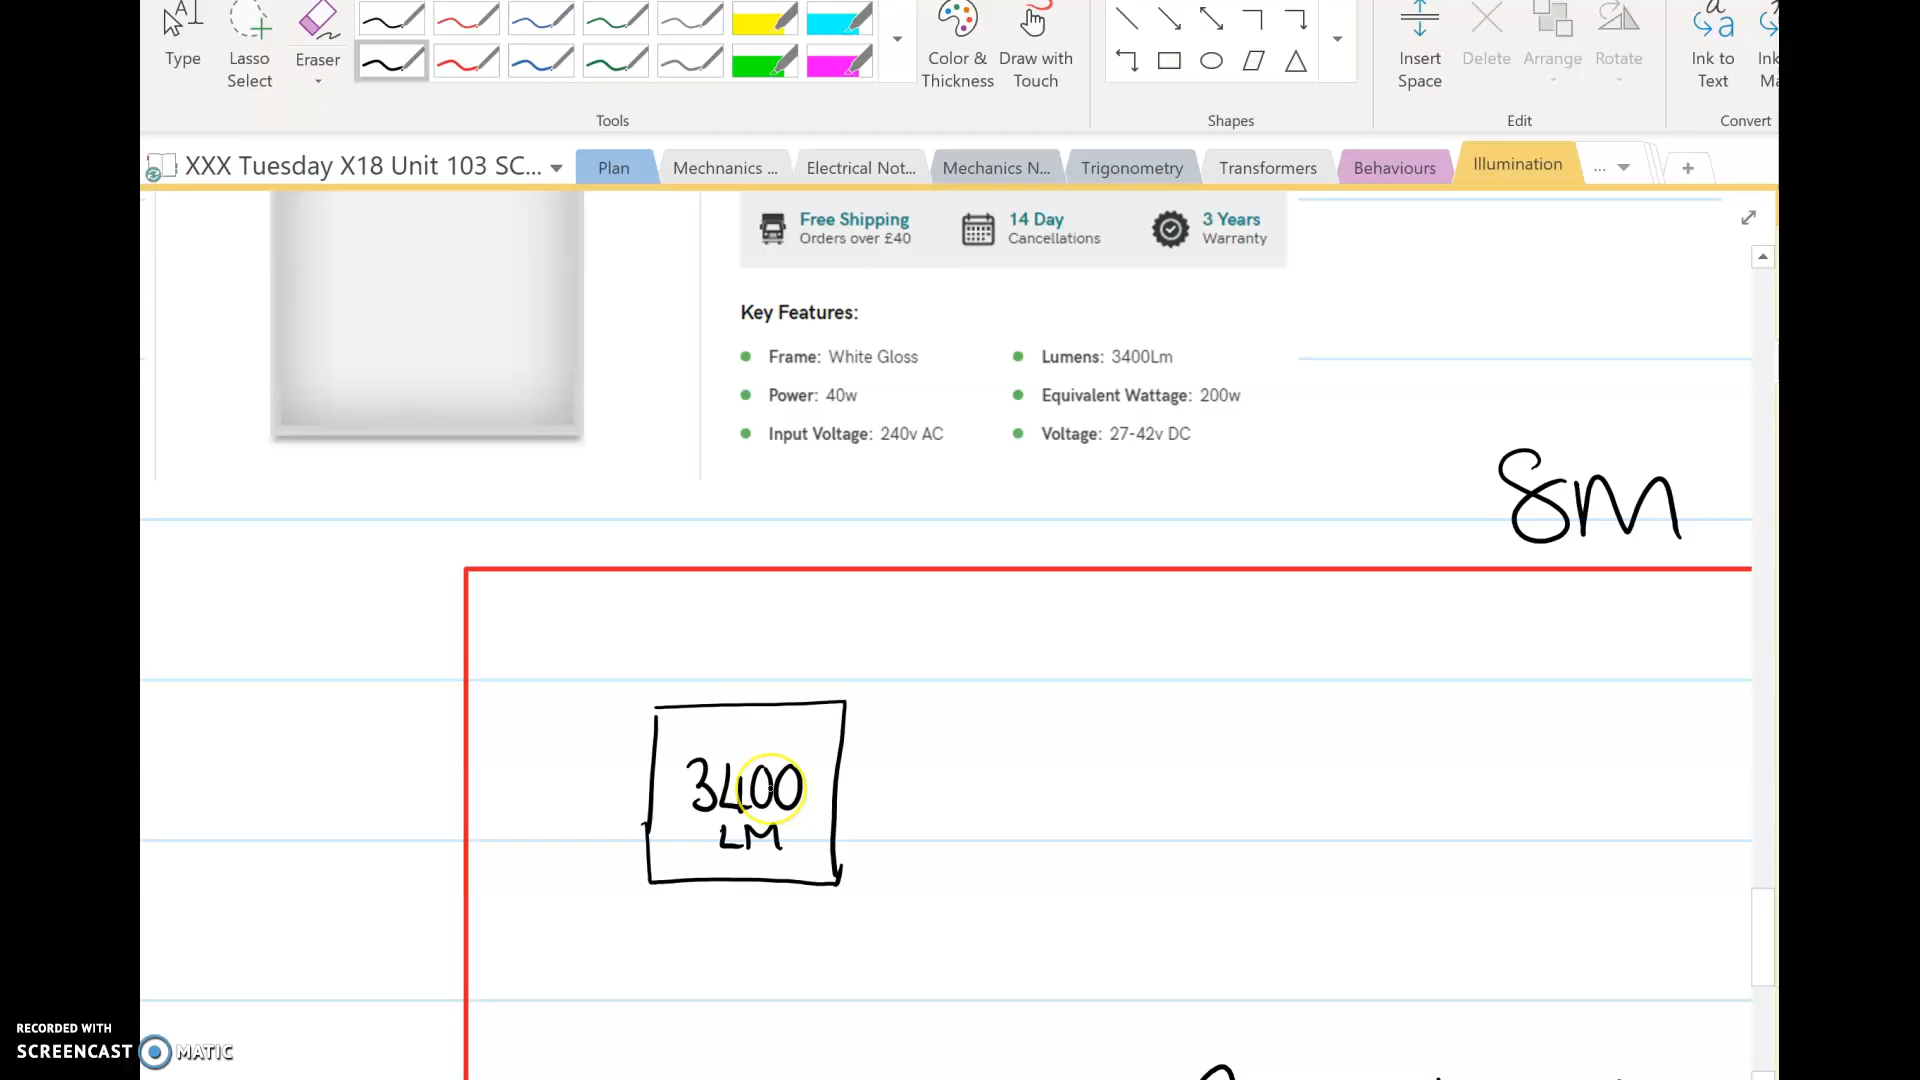 Type
Lasso
Select
Eraser
Color &
Thickness
Draw with
Touch
Insert
Space
Delete
Arrange
Rotate
Ink to
Text
Tools
Shapes
Edit
Convert
XXX Tuesday X18 Unit 103 SC...
Plan
Mechnanics ...
Electrical Not...
Mechanics N...
Trigonometry
Transformers
Behaviours
Illumination
...
Free Shipping
Orders over £40
14 Day
Cancellations
3 Years
Warranty
Key Features:
Frame: White Gloss
Lumens: 3400Lm
Power: 40w
Equivalent Wattage: 200w
Input Voltage: 240v AC
Voltage: 27-42v DC
8m
3400
LM
RECORDED WITH
SCREENCAST MATIC